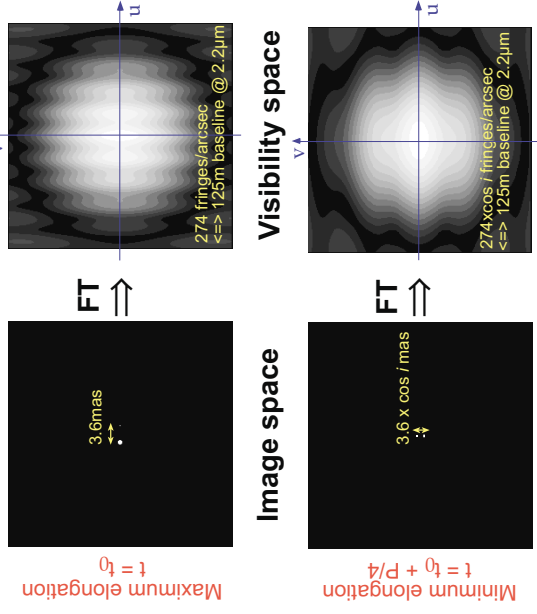 Maximum elongation
t = t₀
3.6mas
FT
⇒
274 fringes/arcsec
<=> 125m baseline @ 2.2µm
u
Image space
Visibility space
Minimum elongation
t = t₀ + P/4
3.6 x cos i mas
FT
⇒
v
274xcos i fringes/arcsec
<=> 125m baseline @ 2.2µm
u